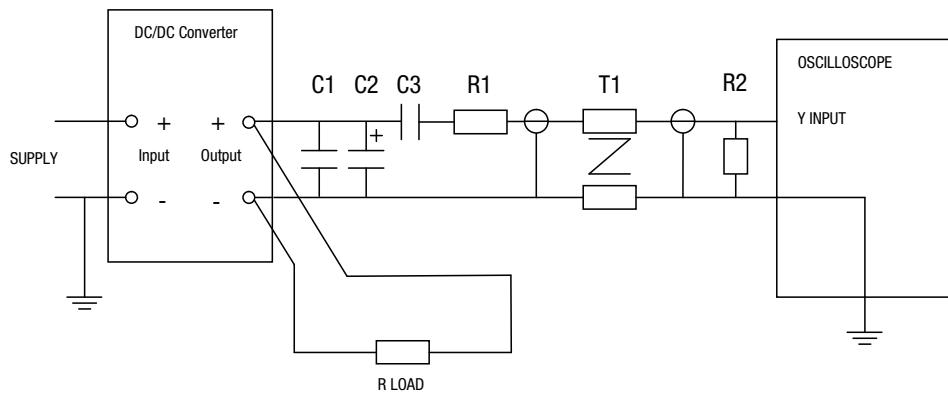 DC/DC Converter
OSCILLOSCOPE
C1 C2 C3 R1 T1 R2
+ + +
Y INPUT
SUPPLY
Input Output
- -
R LOAD